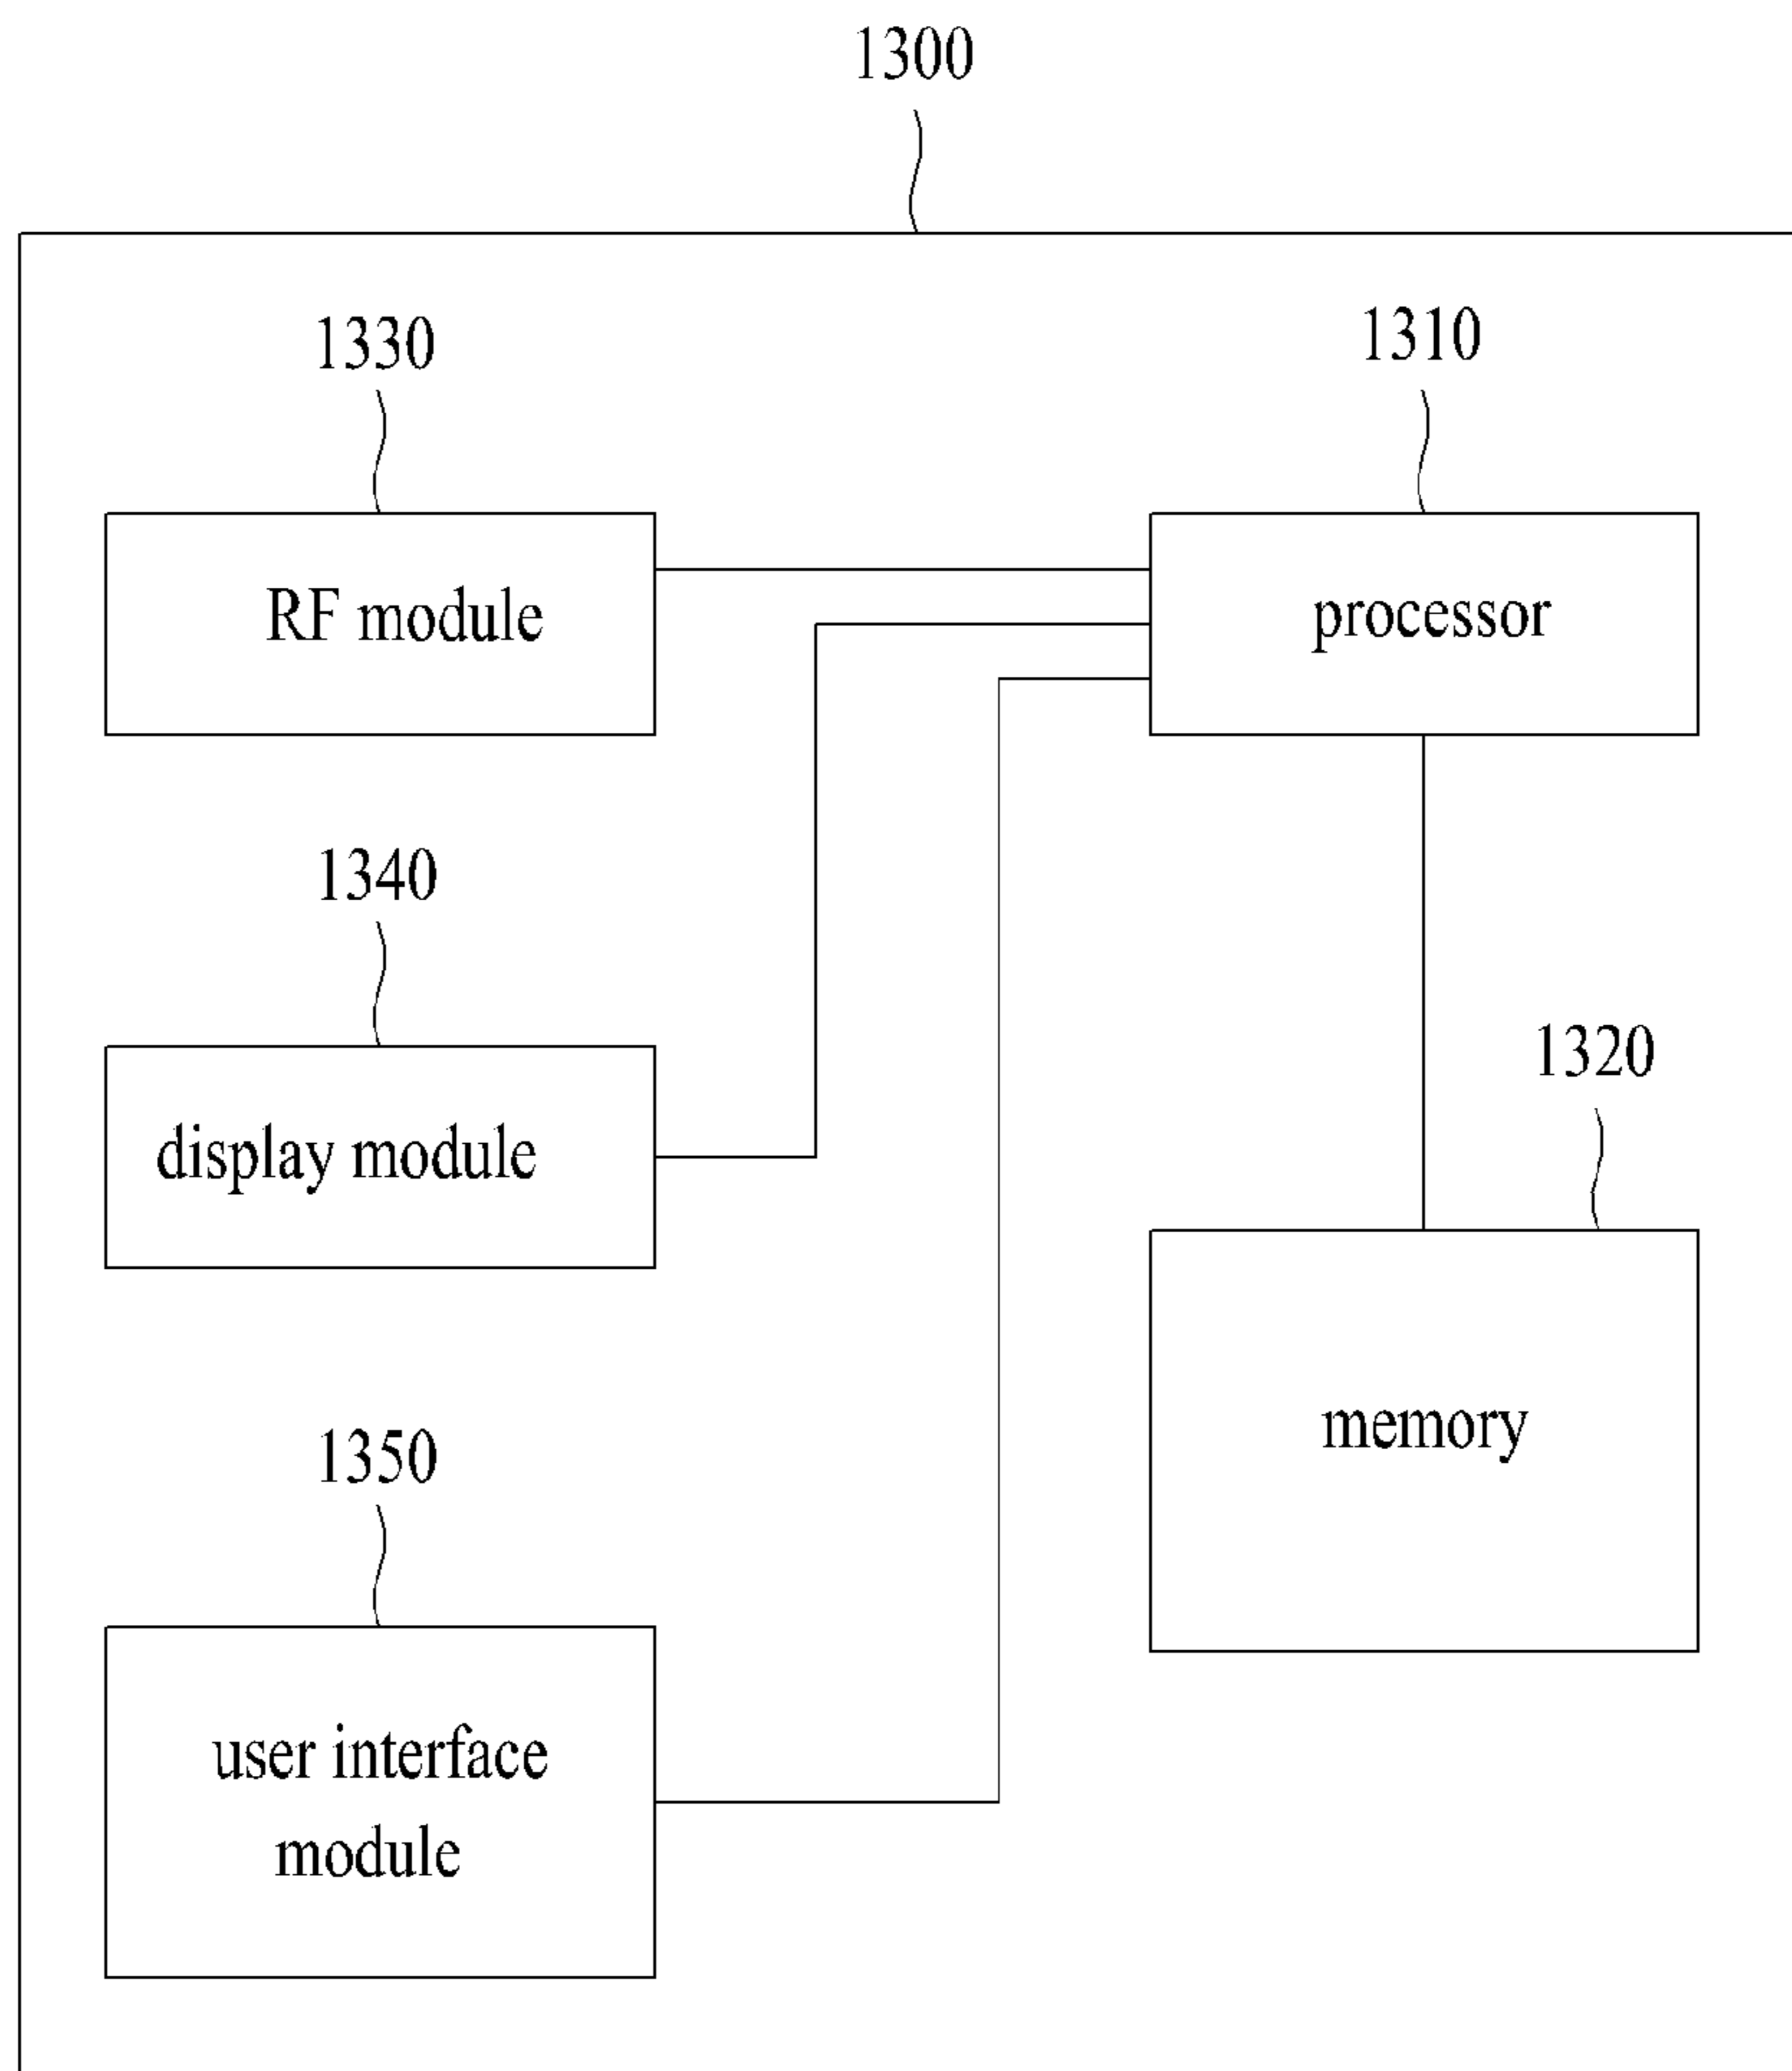 1300
1330
1310
RF module
processor
1340
display module
1320
memory
1350
user interface
module